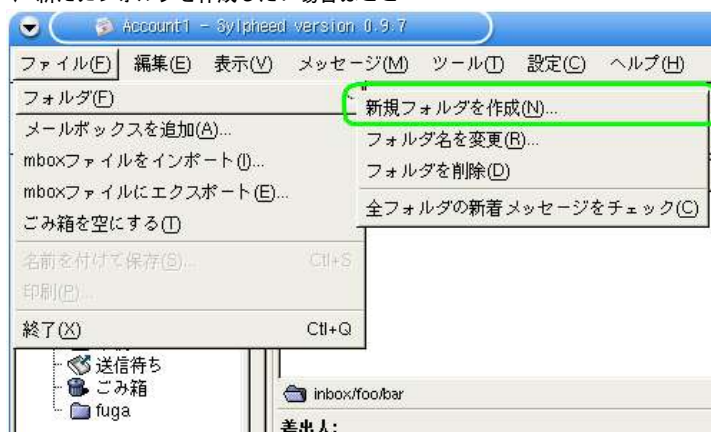 Account1 - Sylpheed version 0.9.7
ファイル(F) 編集(E) 表示(V) メッセージ(M) ツール(T) 設定(C) ヘルプ(H)
フォルダ(F)
メールボックスを追加(A)...
mboxファイルをインポート(I)...
mboxファイルにエクスポート(E)...
ごみ箱を空にする(T)
名前を付けて保存(S)... Ctl+S
印刷(P)...
終了(X) Ctl+Q
新規フォルダを作成(N)...
フォルダ名を変更(R)...
フォルダを削除(D)
全フォルダの新着メッセージをチェック(C)
送信待ち
ごみ箱
fuga
inbox/foo/bar
差出人: